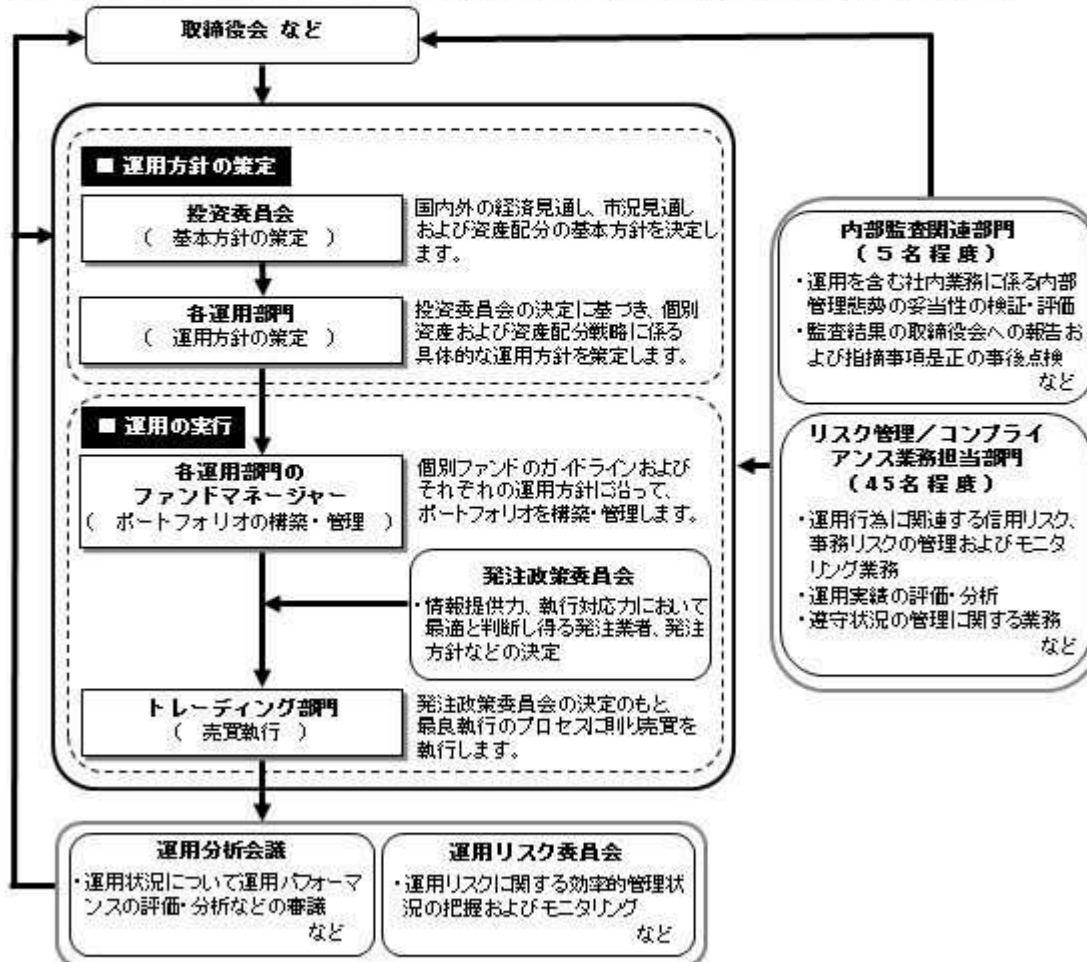 取締役会 など
■ 運用方針の策定
投資委員会
( 基本方針の策定 )
国内外の経済見通し、市況見通し
および資産配分の基本方針を決定し
ます。
各運用部門
( 運用方針の策定 )
投資委員会の決定に基づき、個別
資産および資産配分戦略に係る
具体的な運用方針を策定します。
■ 運用の実行
各運用部門の
ファンドマネージャー
( ポートフォリオの構築・管理 )
個別ファンドのガイドラインおよび
それぞれの運用方針に沿って、
ポートフォリオを構築・管理します。
発注政策委員会
・情報提供力、執行対応力において
最適と判断し得る発注業者、発注
方針などの決定
トレーディング部門
( 売買執行 )
発注政策委員会の決定のもと
最良執行のプロセスに則り売買を
執行します。
内部監査関連部門
(5名程度)
・運用を含む社内業務に係る内部
管理態勢の妥当性の検証・評価
・監査結果の取締役会への報告お
よび指摘事項是正の事後点検
など
リスク管理／コンプライ
アンス業務担当部門
(45名程度)
・運用行為に関連する信用リスク、
事務リスクの管理およびモニタ
リング業務
・運用実績の評価・分析
・遵守状況の管理に関する業務
など
運用分析会議
・運用状況について運用パフォーマ
ンスの評価・分析などの審議
など
運用リスク委員会
・運用リスクに関する効率的管理状
況の把握およびモニタリング
など